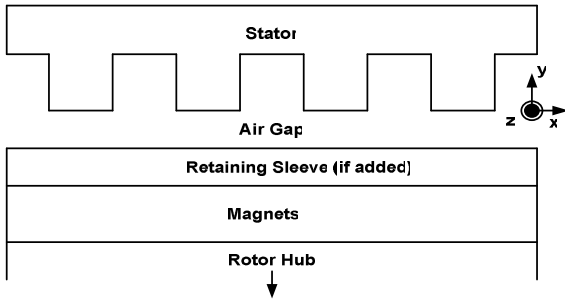 Stator
y
z
x
Air Gap
Retaining Sleeve (if added)
Magnets
Rotor Hub